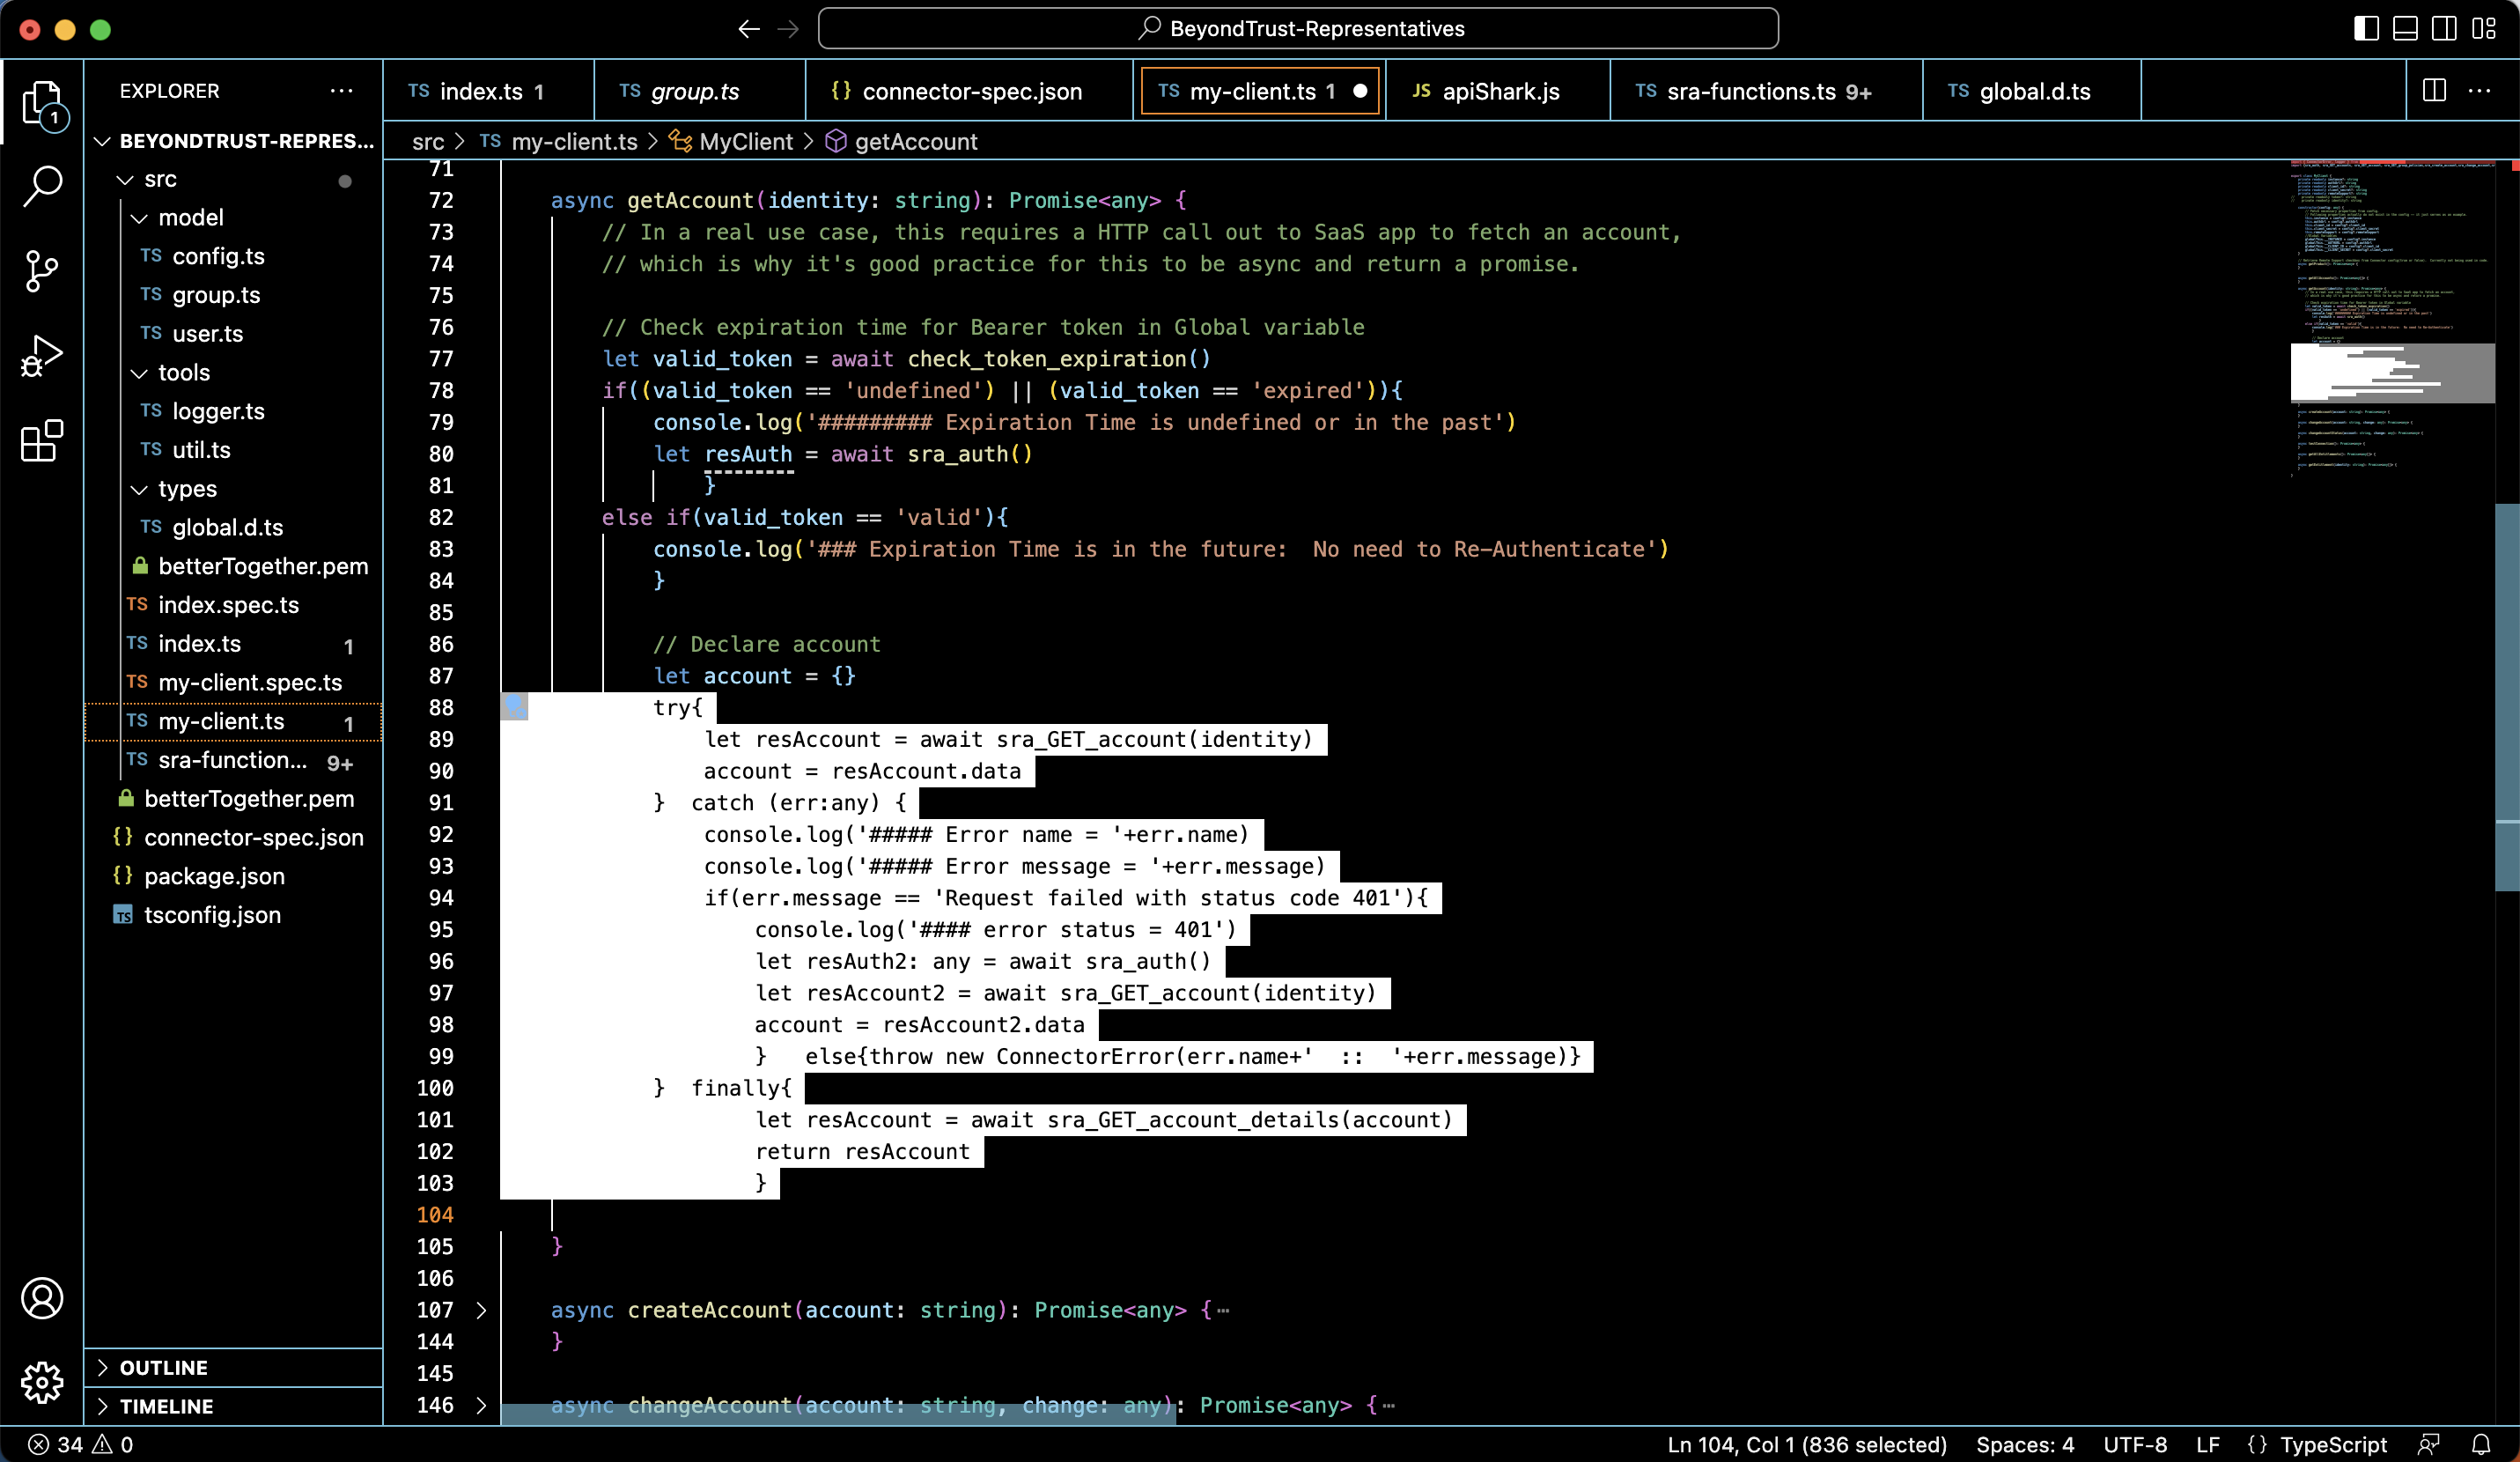 BeyondTrust-Representatives
1
EXPLORER
BEYONDTRUST-REPRES...
src
model
TS config.ts
TS group.ts
TS user.ts
tools
TS logger.ts
TS util.ts
types
TS global.d.ts
betterTogether.pem
TS index.spec.ts
TS index.ts 1
TS my-client.spec.ts
TS my-client.ts 1
TS sra-function... 9+
betterTogether.pem
{} connector-spec.json
{} package.json
TS tsconfig.json
OUTLINE
TIMELINE
TS index.ts 1 TS group.ts {} connector-spec.json TS my-client.ts 1 JS apiShark.js TS sra-functions.ts 9+ TS global.d.ts
src > TS my-client.ts > MyClient > getAccount
71
72 async getAccount(identity: string): Promise<any> {
73 // In a real use case, this requires a HTTP call out to SaaS app to fetch an account,
74 // which is why it's good practice for this to be async and return a promise.
75
76 // Check expiration time for Bearer token in Global variable
77 let valid_token = await check_token_expiration()
78 if((valid_token == 'undefined') || (valid_token == 'expired')){
79 console.log('######### Expiration Time is undefined or in the past')
80 let resAuth = await sra_auth()
81 }
82 else if(valid_token == 'valid'){
83 console.log('### Expiration Time is in the future:  No need to Re-Authenticate')
84 }
85
86 // Declare account
87 let account = {}
88 try{
89 let resAccount = await sra_GET_account(identity)
90 account = resAccount.data
91 }  catch (err:any) {
92 console.log('##### Error name = '+err.name)
93 console.log('##### Error message = '+err.message)
94 if(err.message == 'Request failed with status code 401'){
95 console.log('#### error status = 401')
96 let resAuth2: any = await sra_auth()
97 let resAccount2 = await sra_GET_account(identity)
98 account = resAccount2.data
99 }   else{throw new ConnectorError(err.name+'  ::  '+err.message)}
100 }  finally{
101 let resAccount = await sra_GET_account_details(account)
102 return resAccount
103 }
104
105 }
106
107 async createAccount(account: string): Promise<any> {⋯
144 }
145
146 async changeAccount(account: string, change: any): Promise<any> {⋯
34 0 Ln 104, Col 1 (836 selected) Spaces: 4 UTF-8 LF {} TypeScript